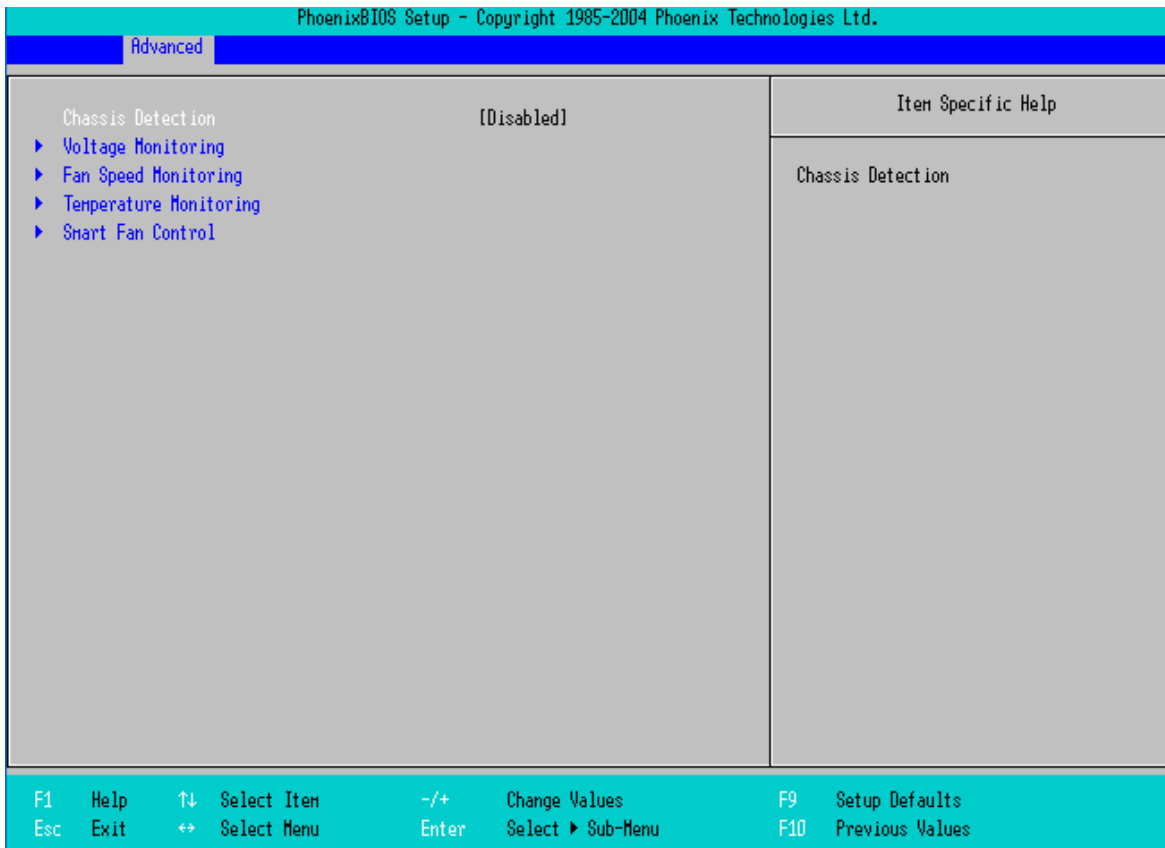 PhoenixBIOS Setup - Copyright 1985-2004 Phoenix Technologies Ltd.
Advanced
Chassis Detection [Disabled]
▶ Voltage Monitoring
▶ Fan Speed Monitoring
▶ Temperature Monitoring
▶ Smart Fan Control
Item Specific Help
Chassis Detection
F1 Help ↑↓ Select Item -/+ Change Values F9 Setup Defaults
Esc Exit ↔ Select Menu Enter Select ▶ Sub-Menu F10 Previous Values